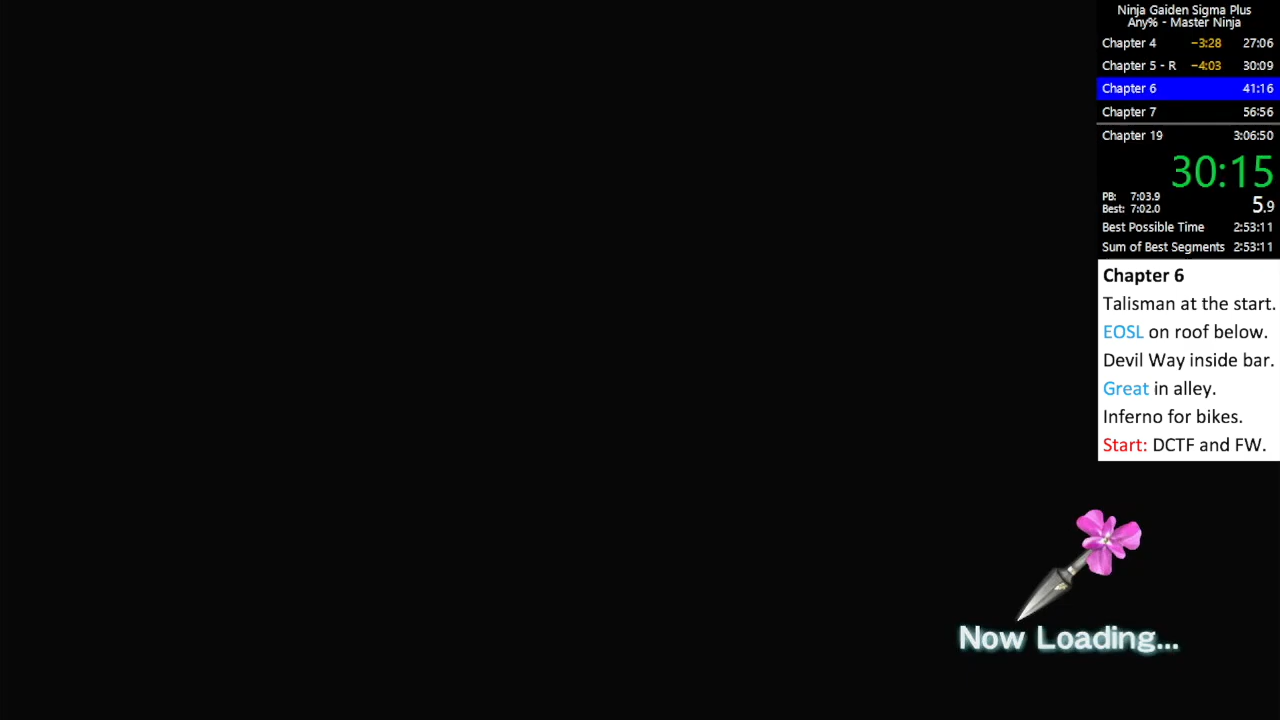 Ninja Gaiden Sigma Plus
Any% - Master Ninja
Chapter 4 −3:28 27:06
Chapter 5 - R −4:03 30:09
Chapter 6 41:16
Chapter 7 56:56
Chapter 19 3:06:50
30:15
PB: 7:03.9
Best: 7:02.0 5.9
Best Possible Time 2:53:11
Sum of Best Segments 2:53:11
Chapter 6
Talisman at the start.
EOSL on roof below.
Devil Way inside bar.
Great in alley.
Inferno for bikes.
Start: DCTF and FW.
Now Loading...